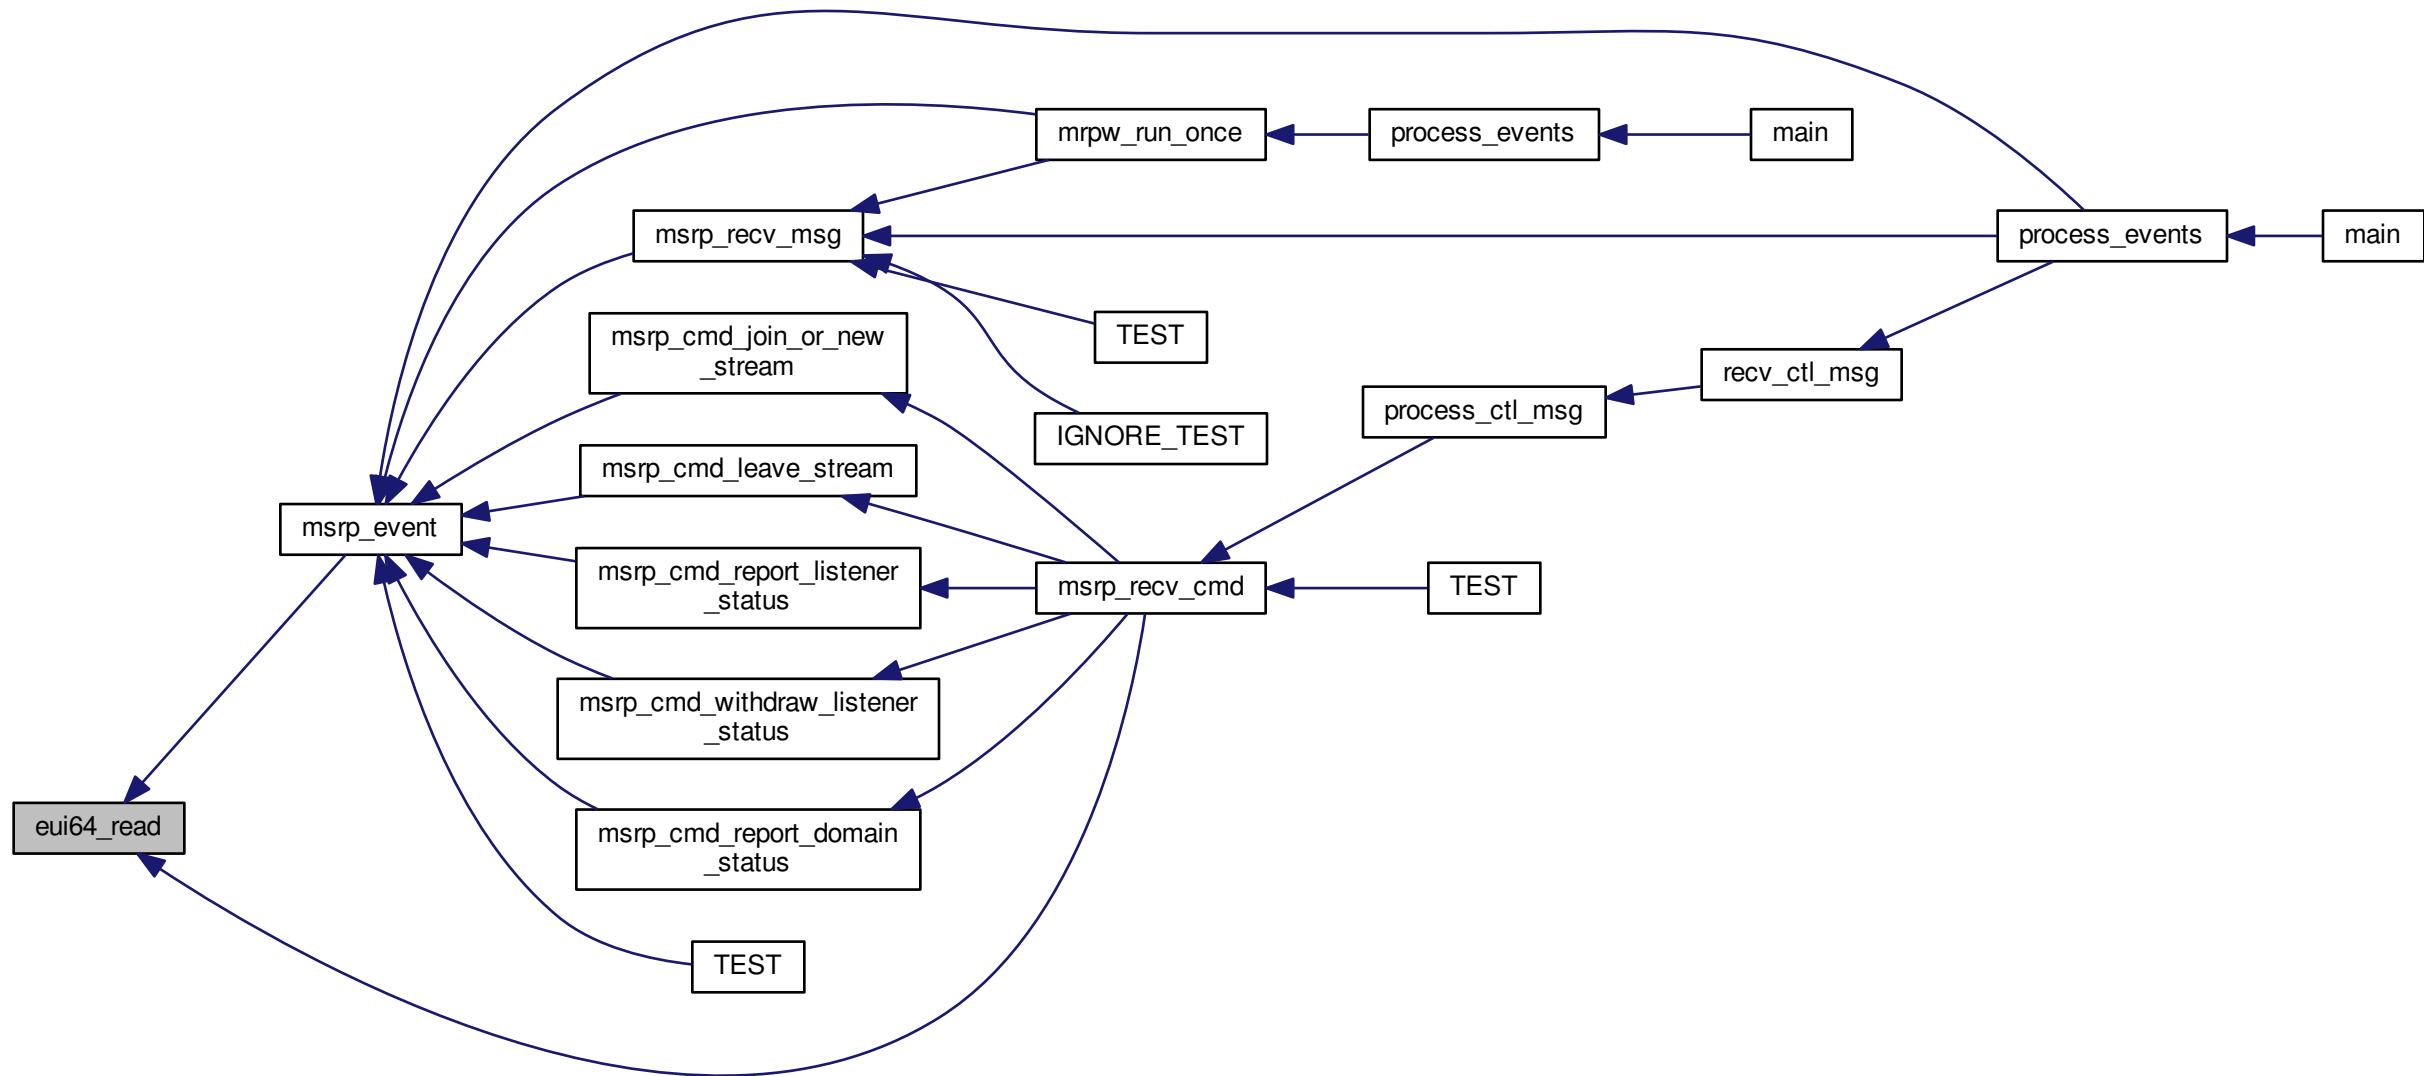 mrpw_run_once
process_events
main
msrp_recv_msg
process_events
main
TEST
msrp_cmd_join_or_new
_stream
recv_ctl_msg
process_ctl_msg
IGNORE_TEST
msrp_cmd_leave_stream
msrp_event
msrp_cmd_report_listener
_status
msrp_recv_cmd
TEST
msrp_cmd_withdraw_listener
_status
eui64_read
msrp_cmd_report_domain
_status
TEST